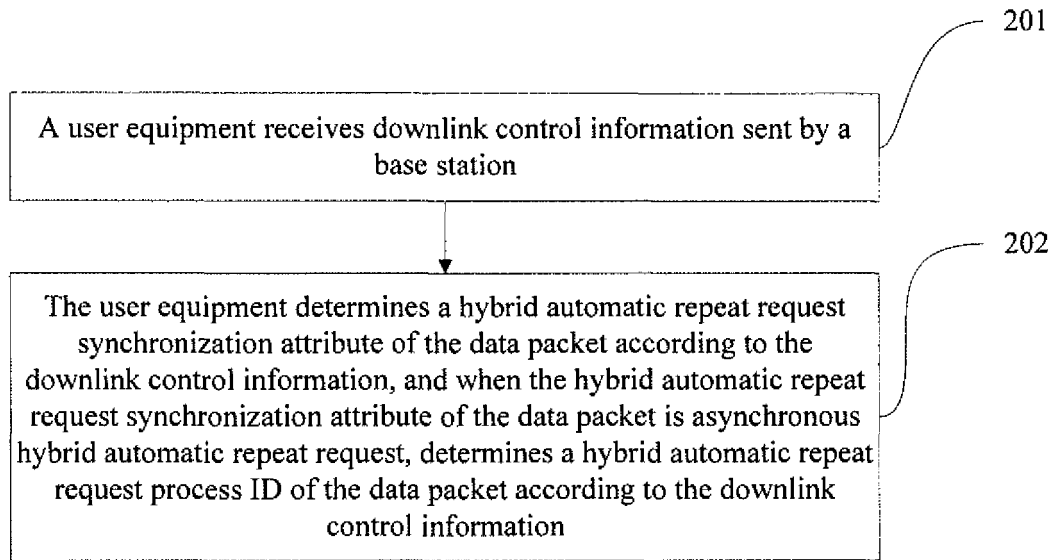 201
A user equipment receives downlink control information sent by a
base station
202
The user equipment determines a hybrid automatic repeat request
synchronization attribute of the data packet according to the
downlink control information, and when the hybrid automatic repeat
request synchronization attribute of the data packet is asynchronous
hybrid automatic repeat request, determines a hybrid automatic repeat
request process ID of the data packet according to the downlink
control information